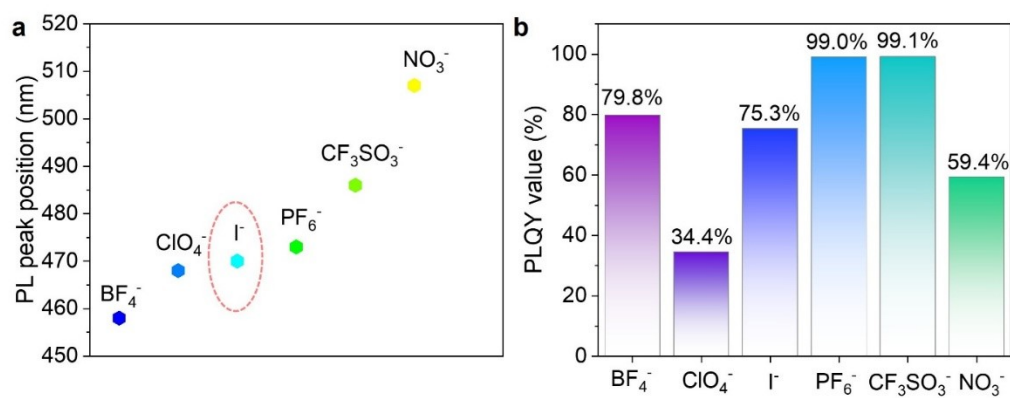 a
PL peak position (nm)
520
510
500
490
480
470
460
450
BF₄⁻
ClO₄⁻
I⁻
PF₆⁻
CF₃SO₃⁻
NO₃⁻
b
PLQY value (%)
100
80
60
40
20
0
79.8%
34.4%
75.3%
99.0%
99.1%
59.4%
BF₄⁻ ClO₄⁻ I⁻ PF₆⁻ CF₃SO₃⁻ NO₃⁻